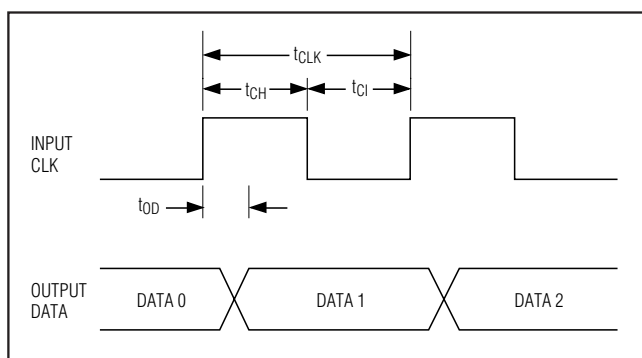 tCLK
tCH
tCl
INPUT
CLK
tOD
OUTPUT
DATA
DATA 0
DATA 1
DATA 2